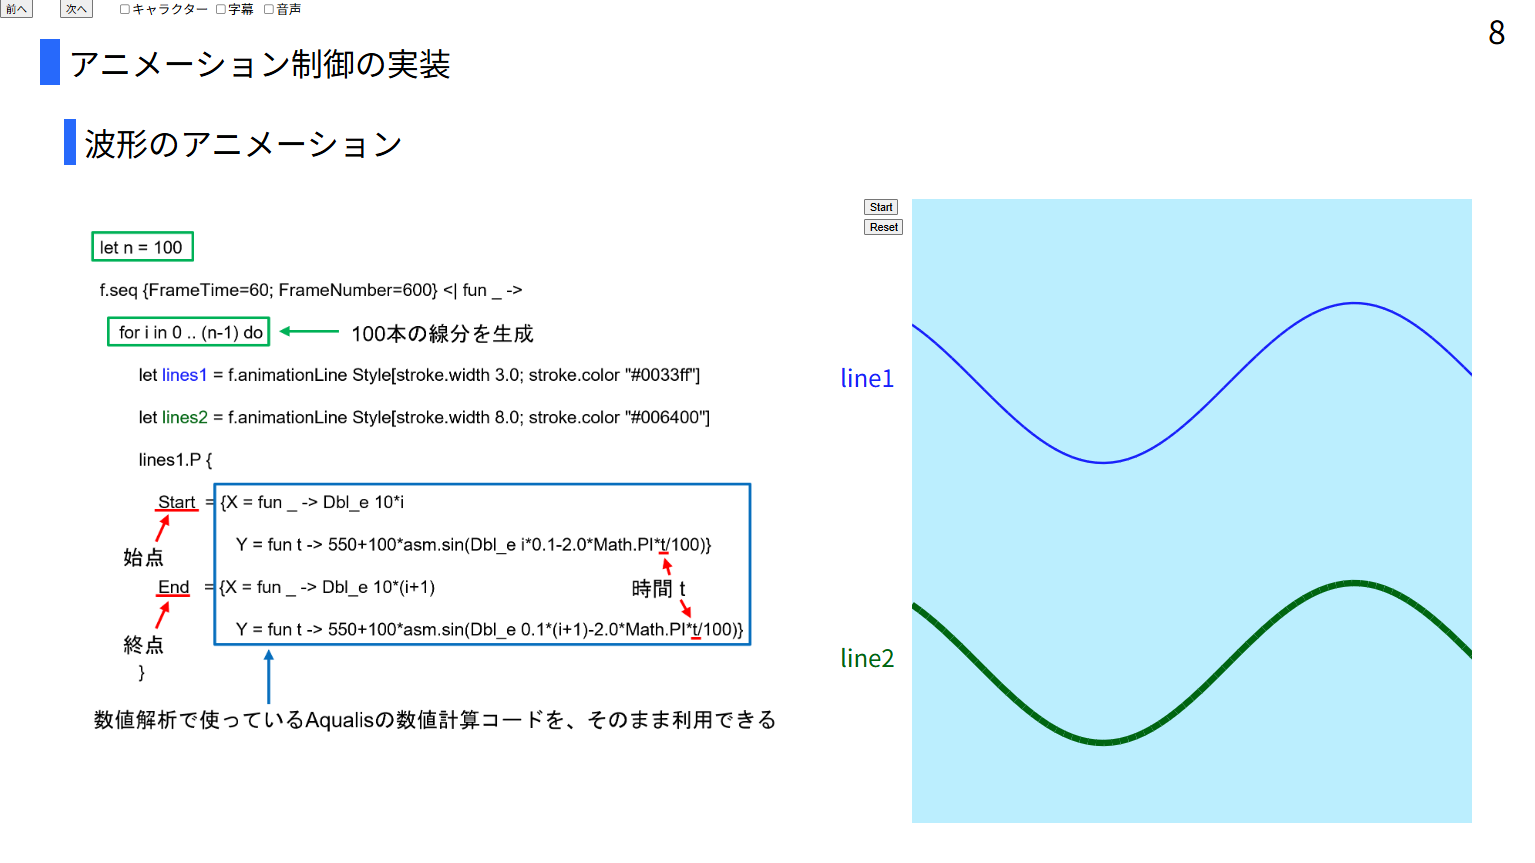 前へ 次へ キャラクター 字幕 音声
8
アニメーション制御の実装
波形のアニメーション
let n = 100
f.seq {FrameTime=60; FrameNumber=600} <| fun _ ->
for i in 0 .. (n-1) do
100本の線分を生成
let lines1 = f.animationLine Style[stroke.width 3.0; stroke.color "#0033ff"]
let lines2 = f.animationLine Style[stroke.width 8.0; stroke.color "#006400"]
lines1.P {
Start = {X = fun _ -> Dbl_e 10*i
Y = fun t -> 550+100*asm.sin(Dbl_e i*0.1-2.0*Math.PI*t/100)}
始点
End = {X = fun _ -> Dbl_e 10*(i+1)
時間 t
Y = fun t -> 550+100*asm.sin(Dbl_e 0.1*(i+1)-2.0*Math.PI*t/100)}
終点
}
数値解析で使っているAqualisの数値計算コードを、そのまま利用できる
Start
Reset
line1
line2